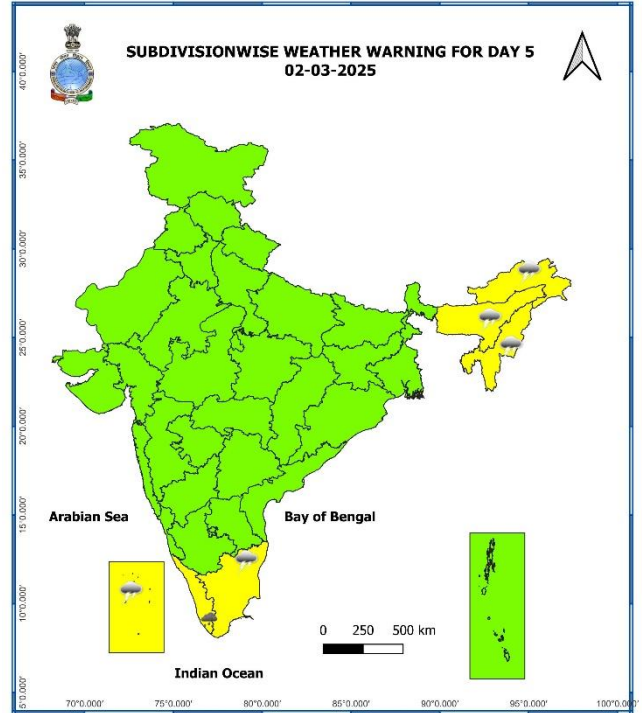 SUBDIVISIONWISE WEATHER WARNING FOR DAY 5
02-03-2025
40°0.000'
35°0.000'
30°0.000'
25°0.000'
20°0.000'
15°0.000'
10°0.000'
5°0.000'
Arabian Sea
Bay of Bengal
0 250 500 km
Indian Ocean
70°0.000' 75°0.000' 80°0.000' 85°0.000' 90°0.000' 95°0.000' 100°0.000'